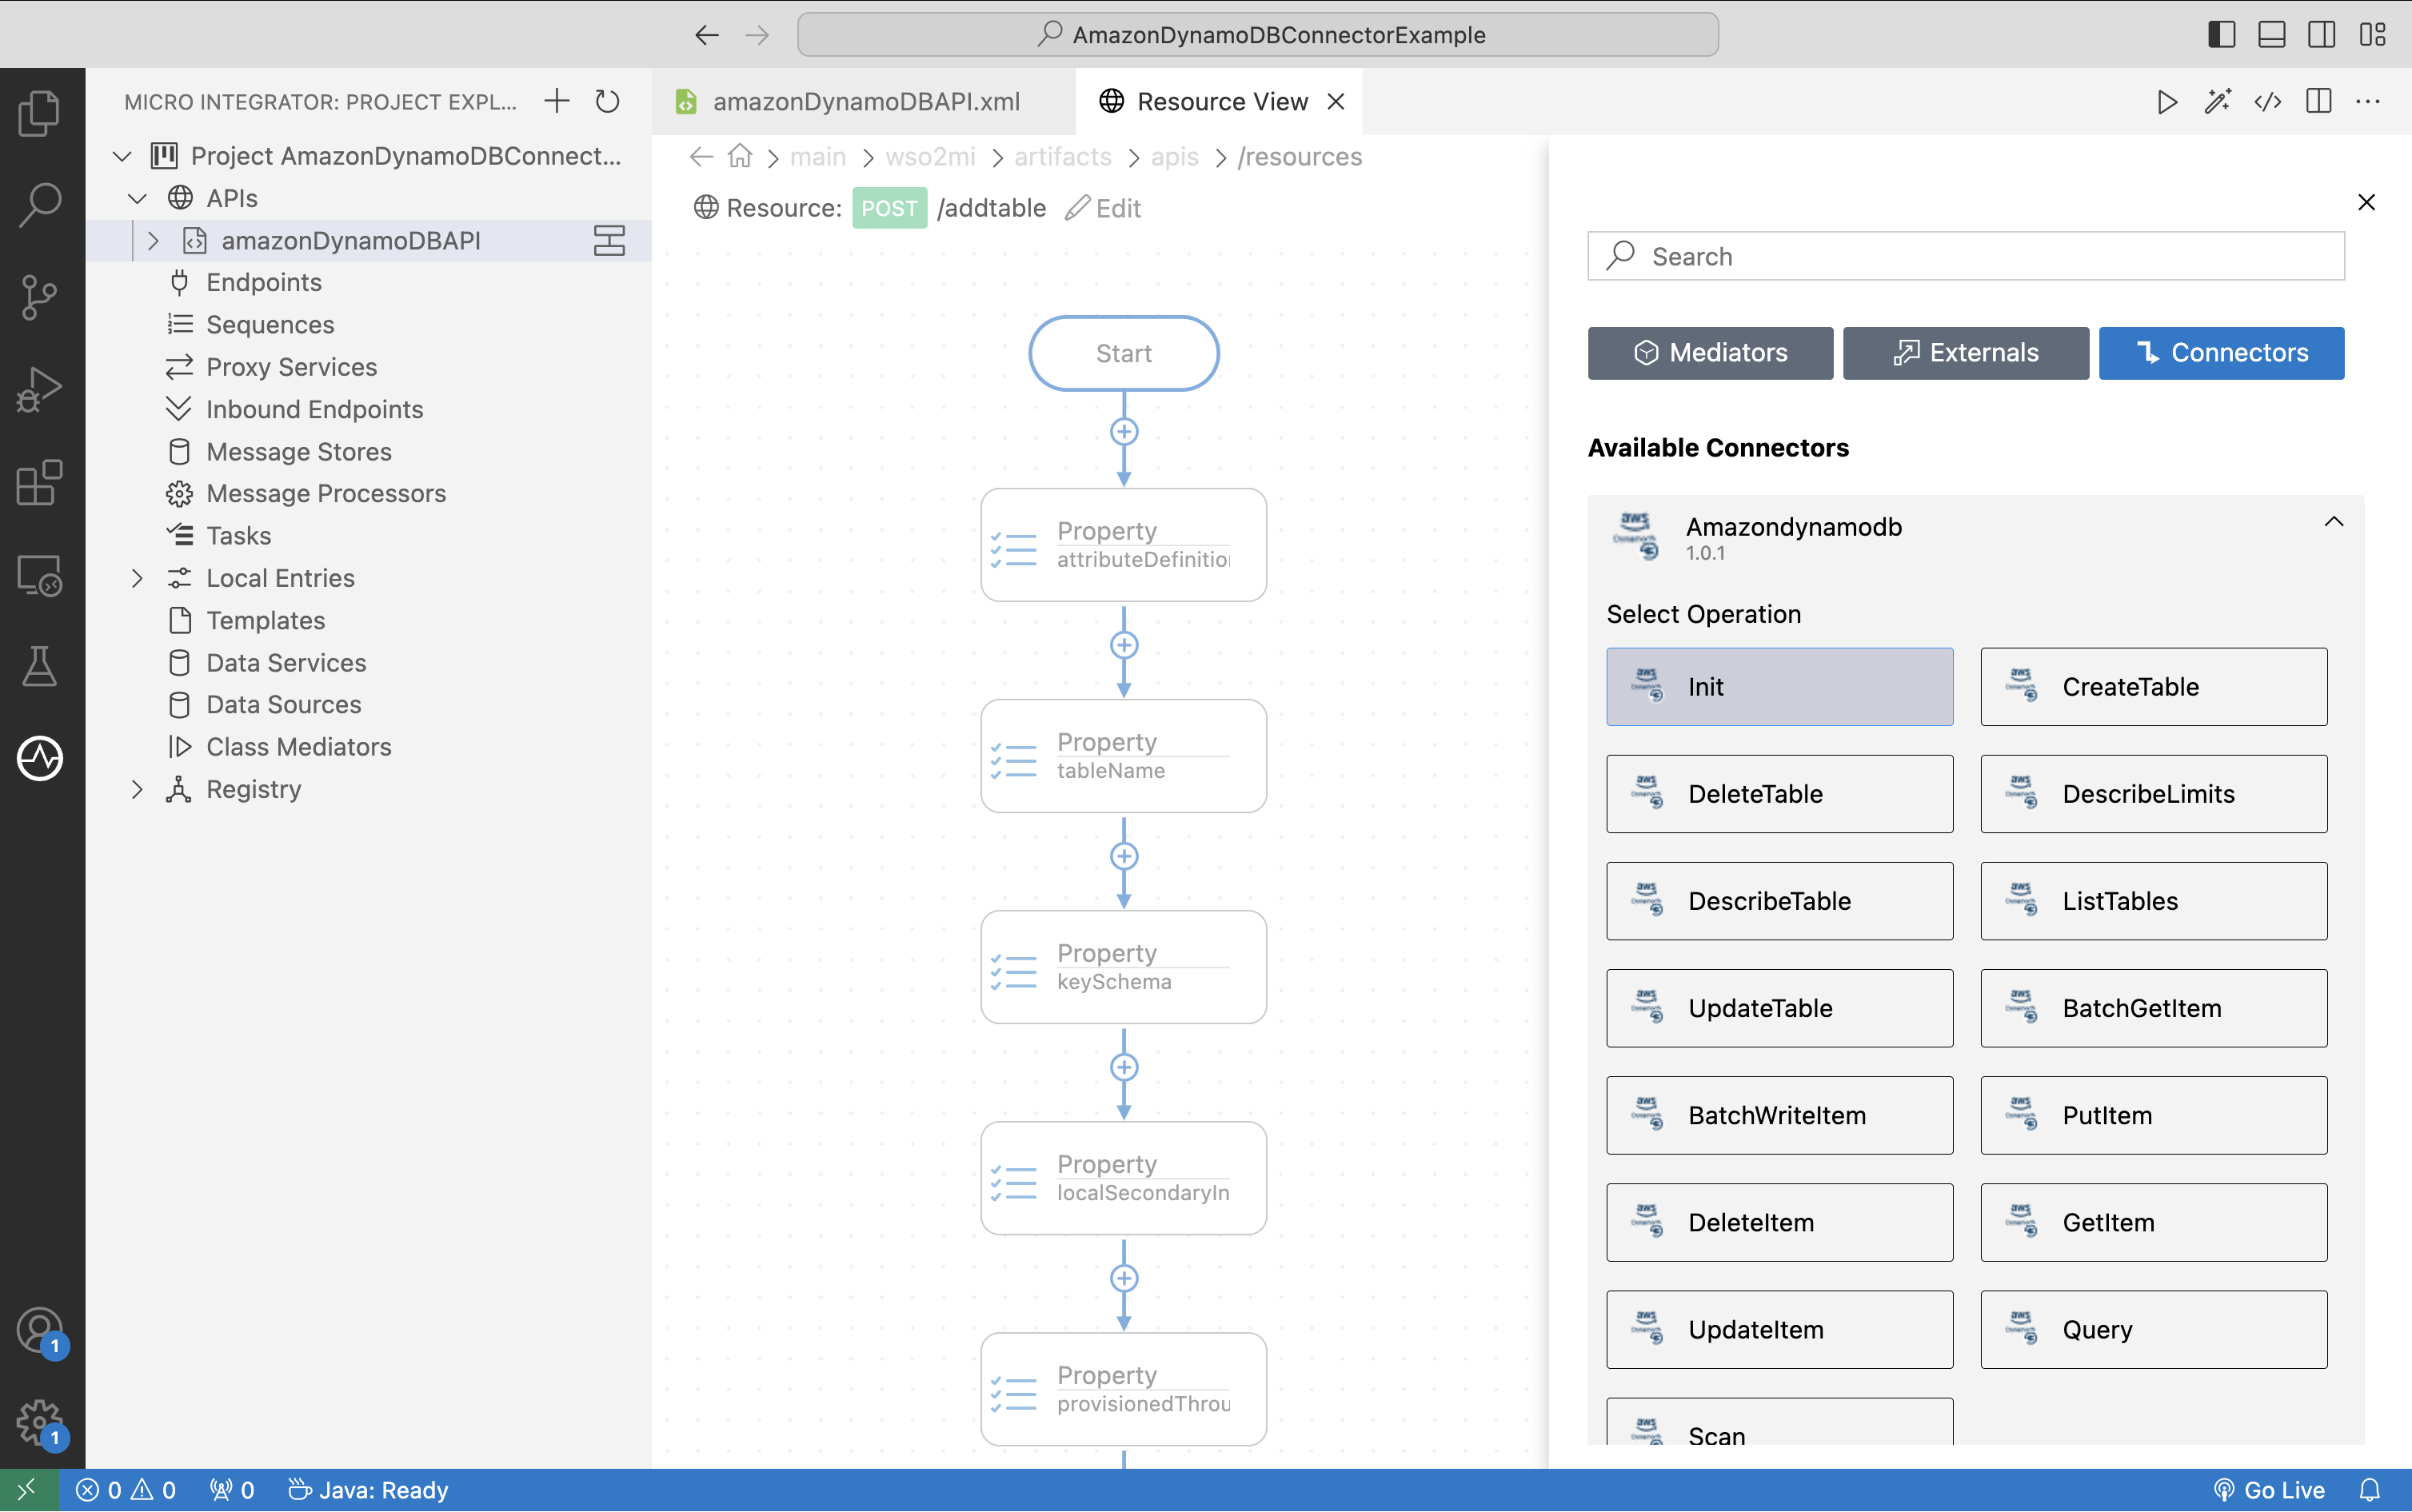 AmazonDynamoDBConnectorExample
MICRO INTEGRATOR: PROJECT EXPL...
amazonDynamoDBAPI.xml
Resource View
Project AmazonDynamoDBConnect...
APIs
amazonDynamoDBAPI
Endpoints
Sequences
Proxy Services
Inbound Endpoints
Message Stores
Message Processors
Tasks
Local Entries
Templates
Data Services
Data Sources
Class Mediators
Registry
1
1
main > wso2mi > artifacts > apis > /resources
Resource: POST /addtable Edit
Start
Property
attributeDefinition
Property
tableName
Property
keySchema
Property
localSecondaryIn
Property
provisionedThrou
Search
Mediators
Externals
Connectors
Available Connectors
Amazondynamodb
1.0.1
Select Operation
Init
CreateTable
DeleteTable
DescribeLimits
DescribeTable
ListTables
UpdateTable
BatchGetItem
BatchWriteItem
PutItem
DeleteItem
GetItem
UpdateItem
Query
Scan
0 0 0 Java: Ready
Go Live